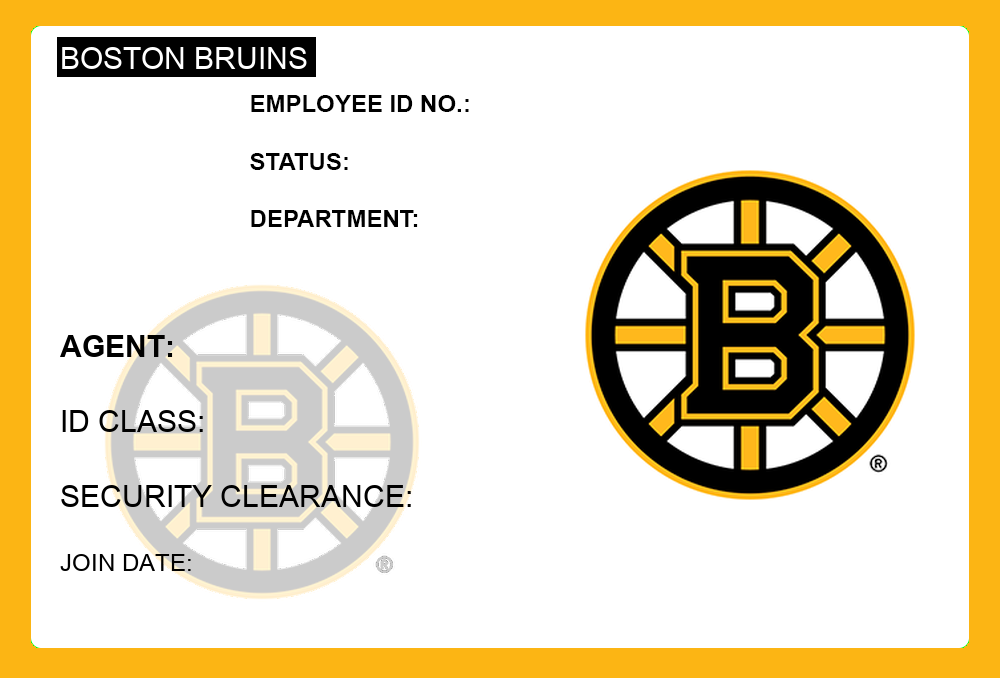 BOSTON BRUINS
EMPLOYEE ID NO.:
STATUS:
DEPARTMENT:
B
®
AGENT:
ID CLASS:
SECURITY CLEARANCE:
JOIN DATE:
B
®